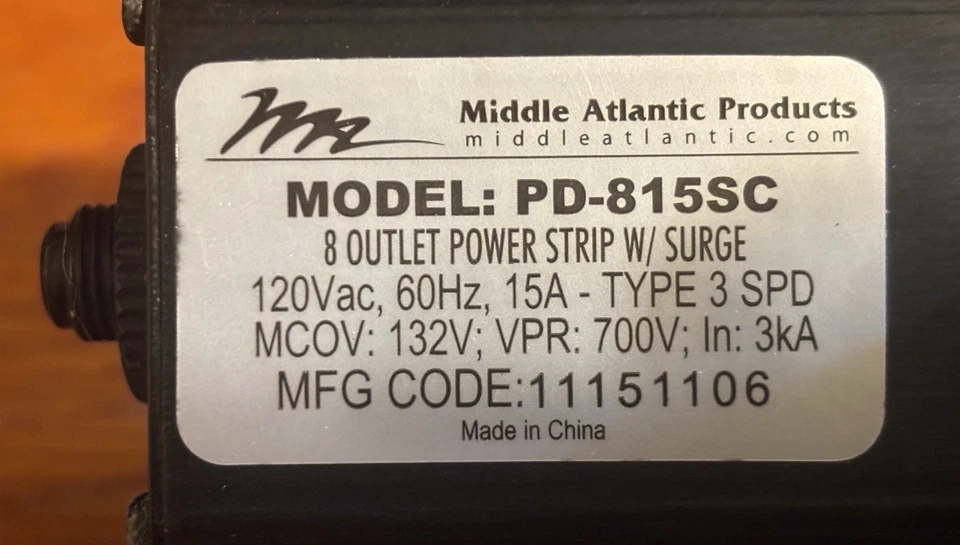 Middle Atlantic Products
middleatlantic.com
MODEL: PD-815SC
8 OUTLET POWER STRIP W/ SURGE
120Vac, 60Hz, 15A - TYPE 3 SPD
MCOV: 132V; VPR: 700V; In: 3kA
MFG CODE:11151106
Made in China